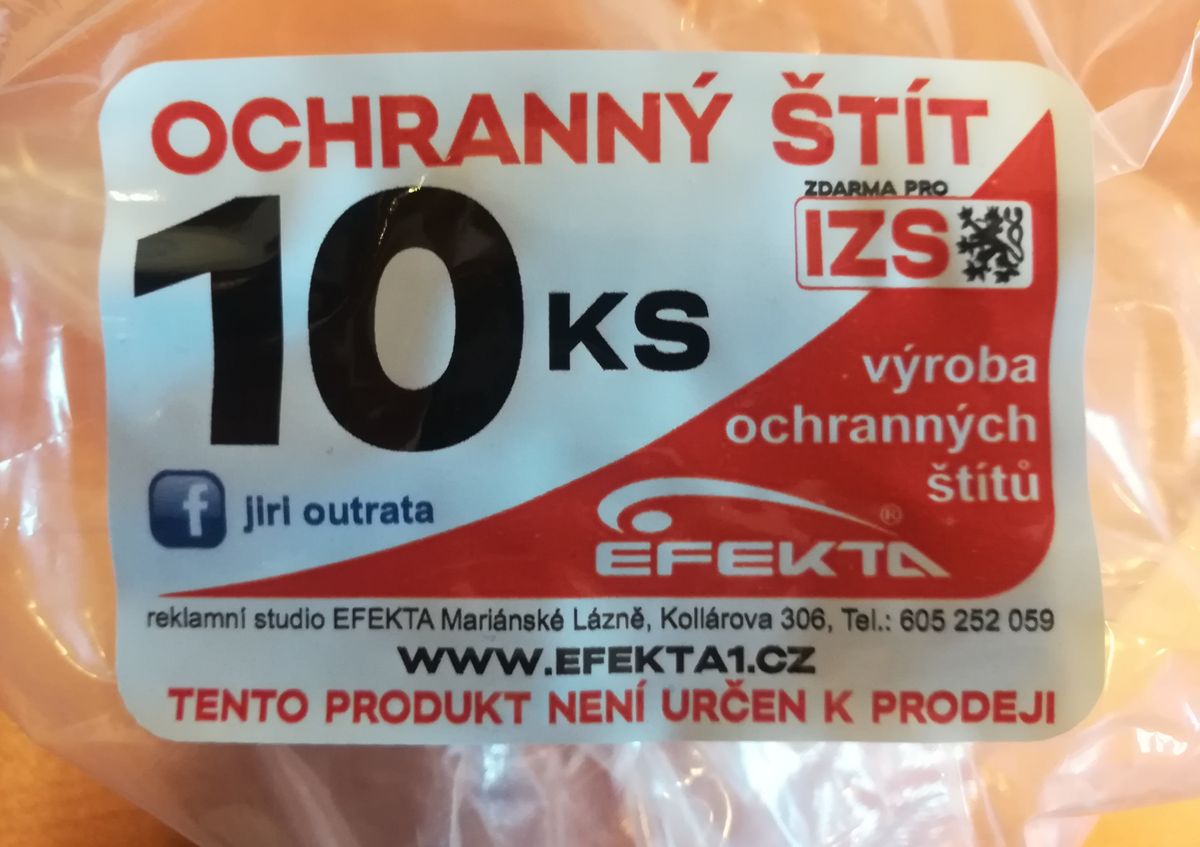 OCHRANNÝ ŠTÍT
10 KS
ZDARMA PRO
IZS
výroba
ochranných
štítů
f jiri outrata
EFEKTA®
reklamní studio EFEKTA Mariánské Lázně, Kollárova 306, Tel.: 605 252 059
WWW.EFEKTA1.CZ
TENTO PRODUKT NENÍ URČEN K PRODEJI